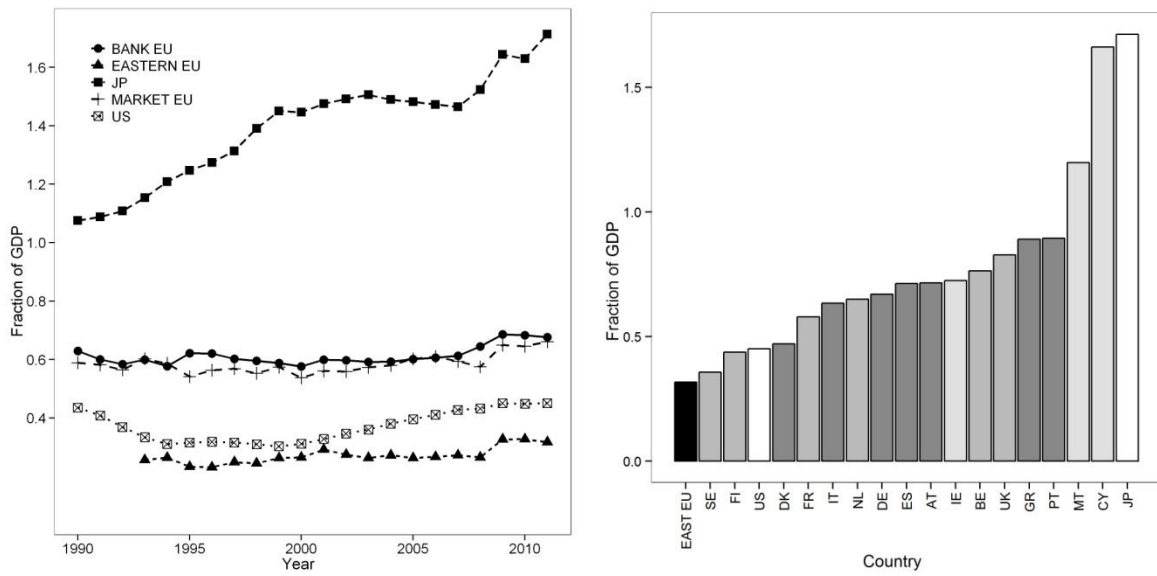 BANK EU
EASTERN EU
JP
MARKET EU
US
Fraction of GDP
1.6
1.4
1.2
1.0
0.8
0.6
0.4
1990
1995
2000
2005
2010
Year
Fraction of GDP
1.5
1.0
0.5
0.0
EAST EU
SE
FI
US
DK
FR
IT
NL
DE
ES
AT
IE
BE
UK
GR
PT
MT
CY
JP
Country